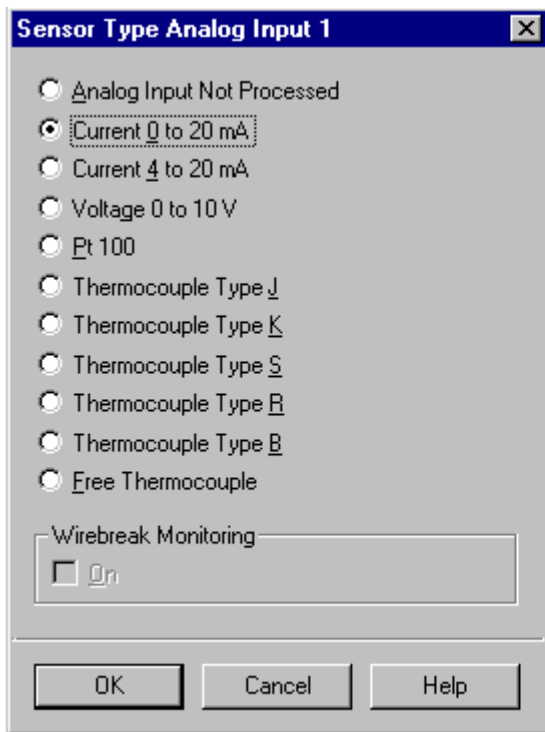 Sensor Type Analog Input 1
Analog Input Not Processed
Current 0 to 20 mA
Current 4 to 20 mA
Voltage 0 to 10 V
Pt 100
Thermocouple Type J
Thermocouple Type K
Thermocouple Type S
Thermocouple Type R
Thermocouple Type B
Free Thermocouple
Wirebreak Monitoring
On
OK Cancel Help